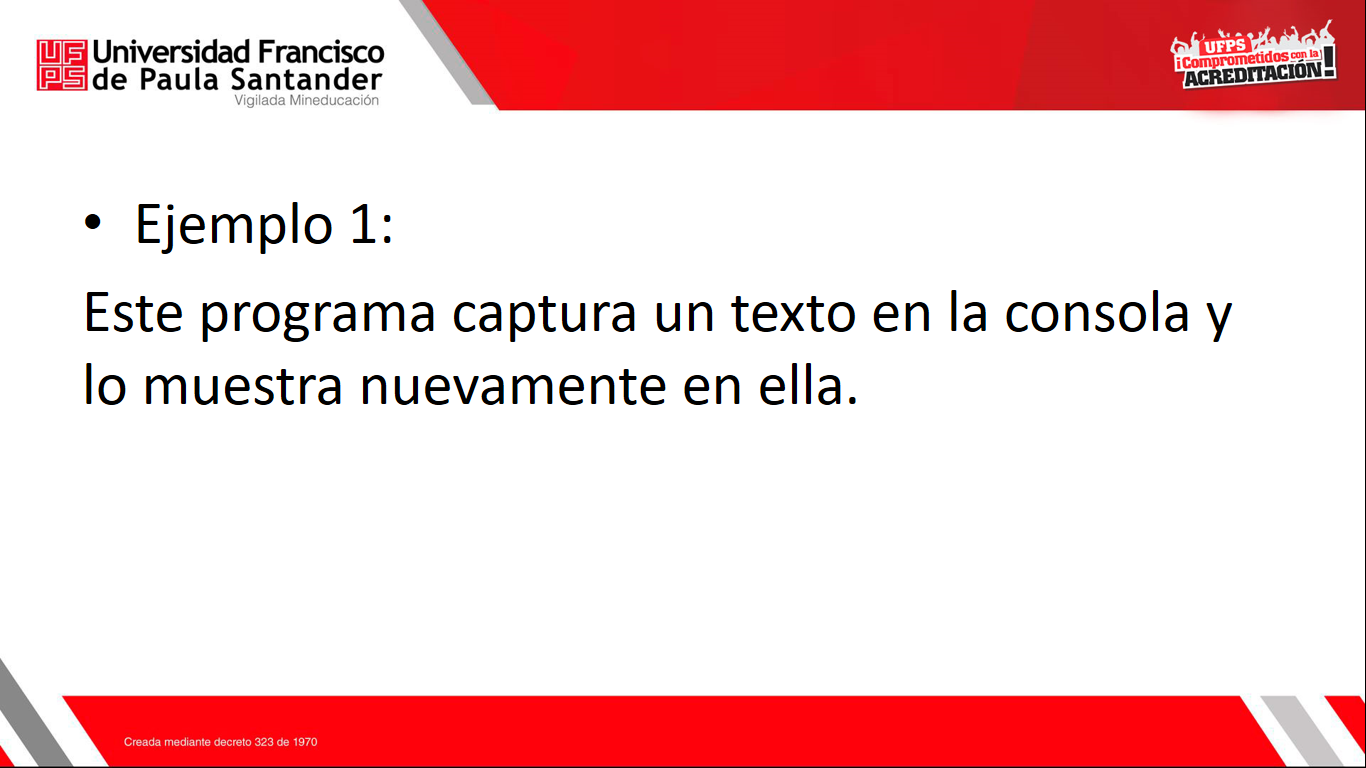 UFPS
Universidad Francisco
de Paula Santander
Vigilada Mineducación
UFPS
¡Comprometidos con la
ACREDITACIÓN!
• Ejemplo 1:
Este programa captura un texto en la consola y
lo muestra nuevamente en ella.
Creada mediante decreto 323 de 1970